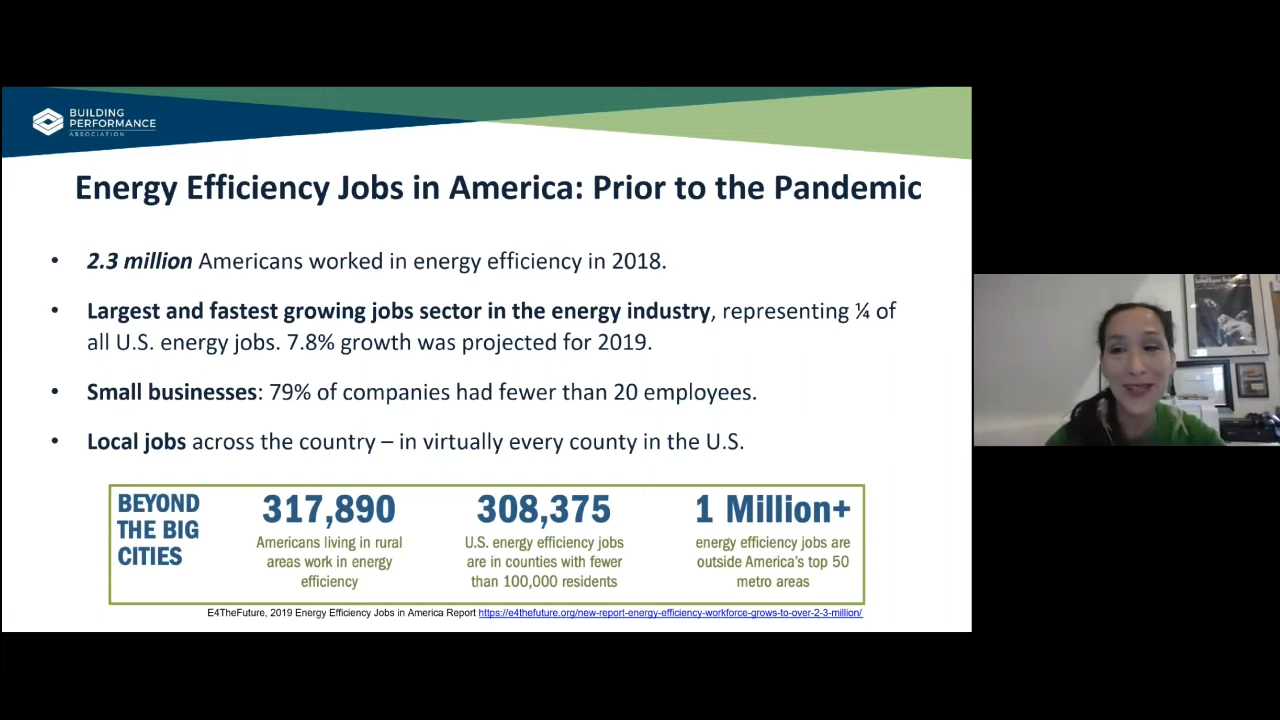 BUILDING
PERFORMANCE
ASSOCIATION
Energy Efficiency Jobs in America: Prior to the Pandemic
• 2.3 million Americans worked in energy efficiency in 2018.
• Largest and fastest growing jobs sector in the energy industry, representing ¼ of
all U.S. energy jobs. 7.8% growth was projected for 2019.
• Small businesses: 79% of companies had fewer than 20 employees.
• Local jobs across the country – in virtually every county in the U.S.
BEYOND
THE BIG
CITIES
317,890
Americans living in rural
areas work in energy
efficiency
308,375
U.S. energy efficiency jobs
are in counties with fewer
than 100,000 residents
1 Million+
energy efficiency jobs are
outside America's top 50
metro areas
E4TheFuture, 2019 Energy Efficiency Jobs in America Report https://e4thefuture.org/new-report-energy-efficiency-workforce-grows-to-over-2-3-million/